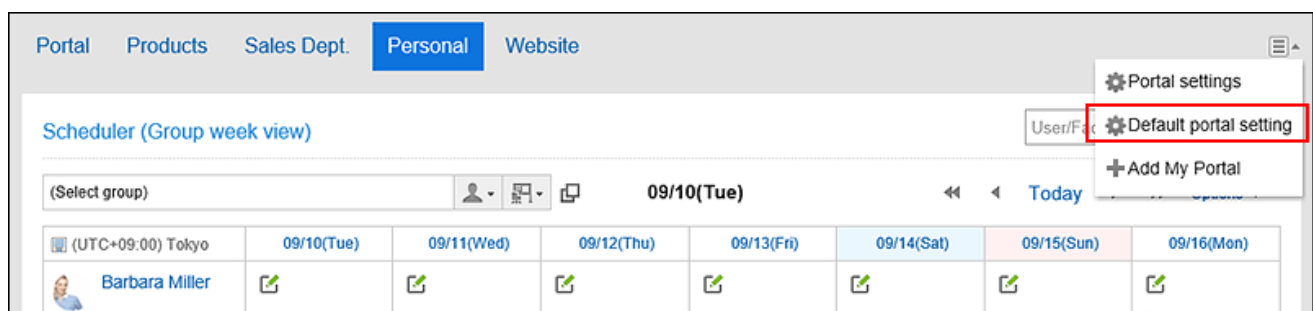 Portal Products Sales Dept. Personal Website
Portal settings
Default portal setting
Add My Portal
Scheduler (Group week view)
User/Fac
(Select group) 09/10(Tue) Today
(UTC+09:00) Tokyo 09/10(Tue) 09/11(Wed) 09/12(Thu) 09/13(Fri) 09/14(Sat) 09/15(Sun) 09/16(Mon)
Barbara Miller